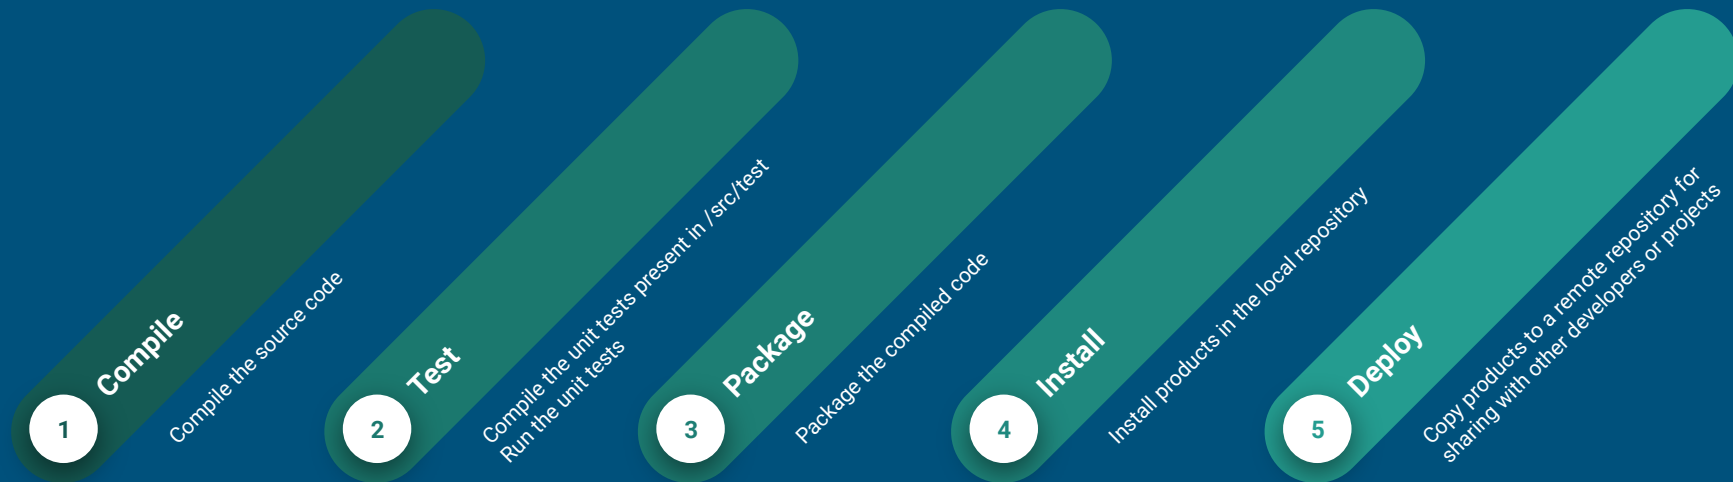 1
Compile
Compile the source code
2
Test
Compile the unit tests present in /src/test
Run the unit tests
3
Package
Package the compiled code
4
Install
Install products in the local repository
5
Deploy
Copy products to a remote repository for
sharing with other developers or projects